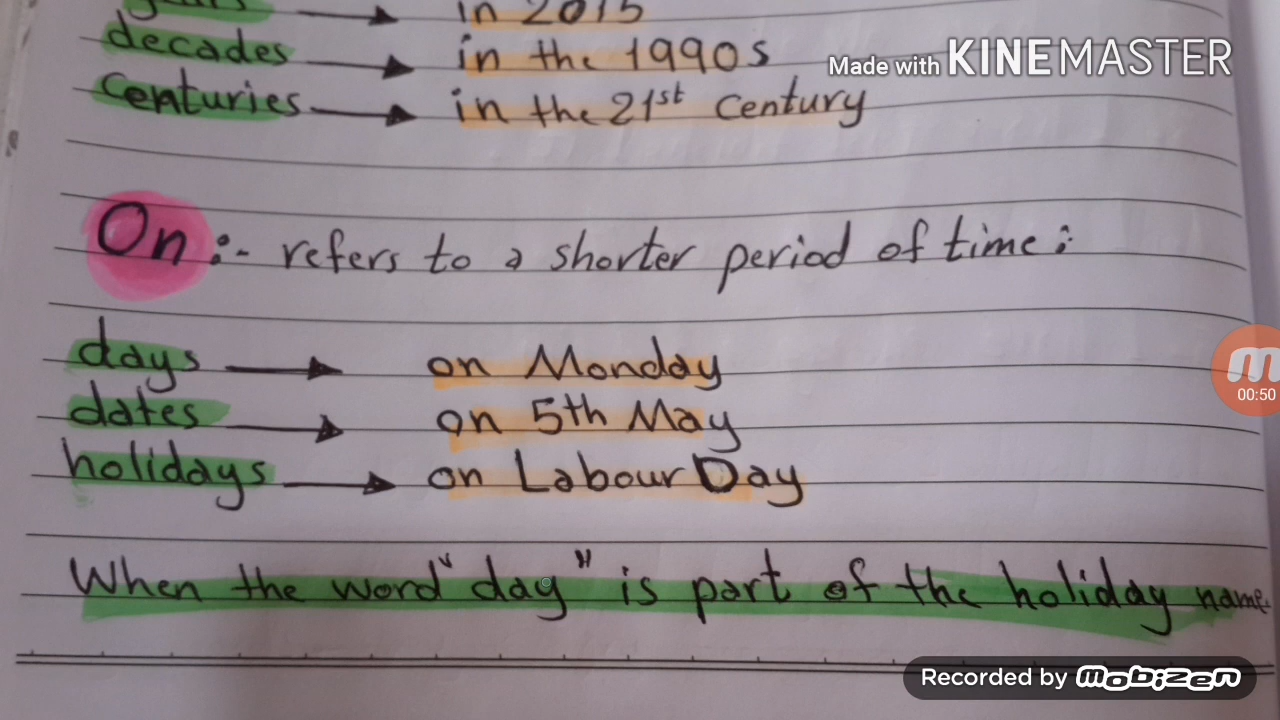 years in 2015
decades in the 1990s
Made with KINEMASTER
Centuries in the 21st Century
On :- refers to a shorter period of time :
days on Monday
00:50
dates on 5th May
holidays on Labour Day
When the word "day" is part of the holiday name.
Recorded by mobizen